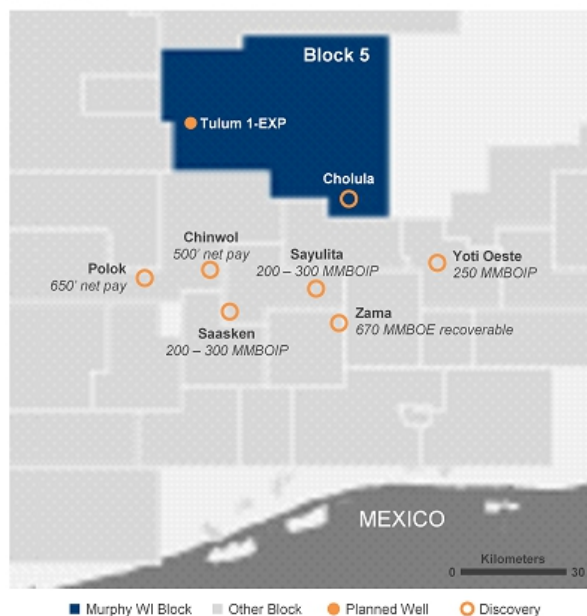 Block 5
Tulum 1-EXP
Cholula
Chinwol
500' net pay
Sayulita
200 – 300 MMBOIP
Yoti Oeste
250 MMBOIP
Polok
650' net pay
Saasken
200 – 300 MMBOIP
Zama
670 MMBOE recoverable
MEXICO
Kilometers
0 30
Murphy WI Block Other Block Planned Well Discovery